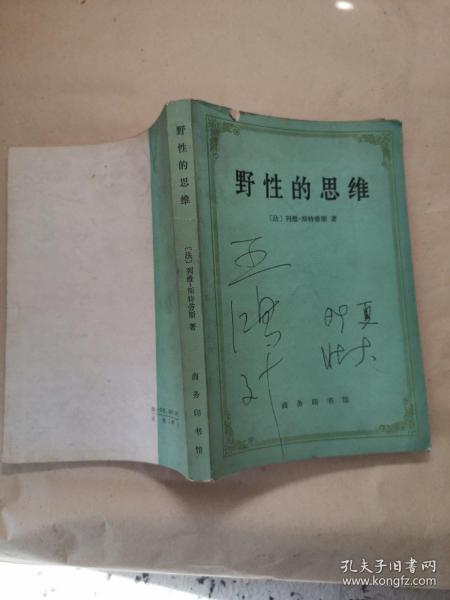 野性的思维
〔法〕列维-斯特劳斯 著
商务印书馆
野性的思维
〔法〕列维-斯特劳斯 著
商务印书馆
孔夫子旧书网
www.kongfz.com